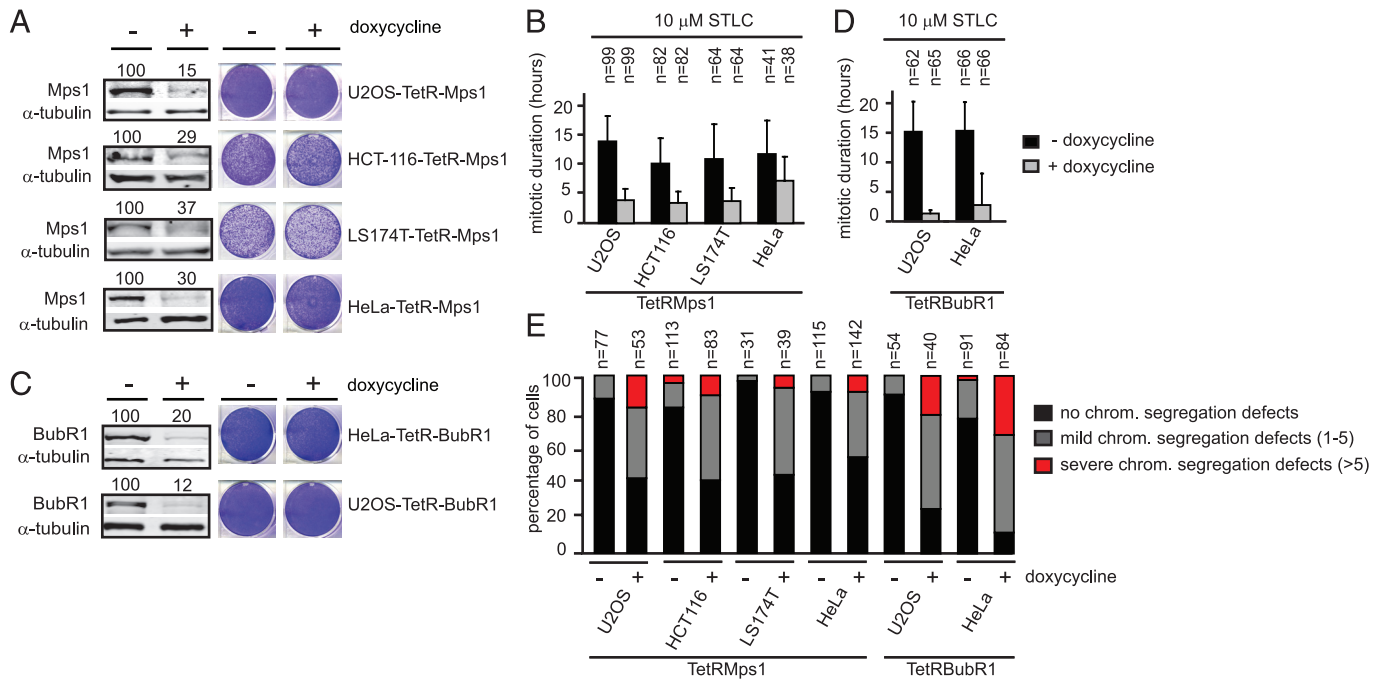 A
- + - + doxycycline
100 15
Mps1
α-tubulin
U2OS-TetR-Mps1
100 29
Mps1
α-tubulin
HCT-116-TetR-Mps1
100 37
Mps1
α-tubulin
LS174T-TetR-Mps1
100 30
Mps1
α-tubulin
HeLa-TetR-Mps1
B
10 μM STLC
n=99 n=99 n=82 n=82 n=64 n=64 n=41 n=38
mitotic duration (hours)
20
15
10
5
0
U2OS HCT116 LS174T HeLa
TetRMps1
C
- + - + doxycycline
100 20
BubR1
α-tubulin
HeLa-TetR-BubR1
100 12
BubR1
α-tubulin
U2OS-TetR-BubR1
D
10 μM STLC
n=62 n=65 n=66 n=66
mitotic duration (hours)
20
15
10
5
0
U2OS HeLa
TetRBubR1
- doxycycline
+ doxycycline
E
n=77 n=53 n=113 n=83 n=31 n=39 n=115 n=142 n=54 n=40 n=91 n=84
percentage of cells
100
80
60
40
20
0
- + - + - + - + - + - + doxycycline
U2OS HCT116 LS174T HeLa U2OS HeLa
TetRMps1 TetRBubR1
no chrom. segregation defects
mild chrom. segregation defects (1-5)
severe chrom. segregation defects (>5)